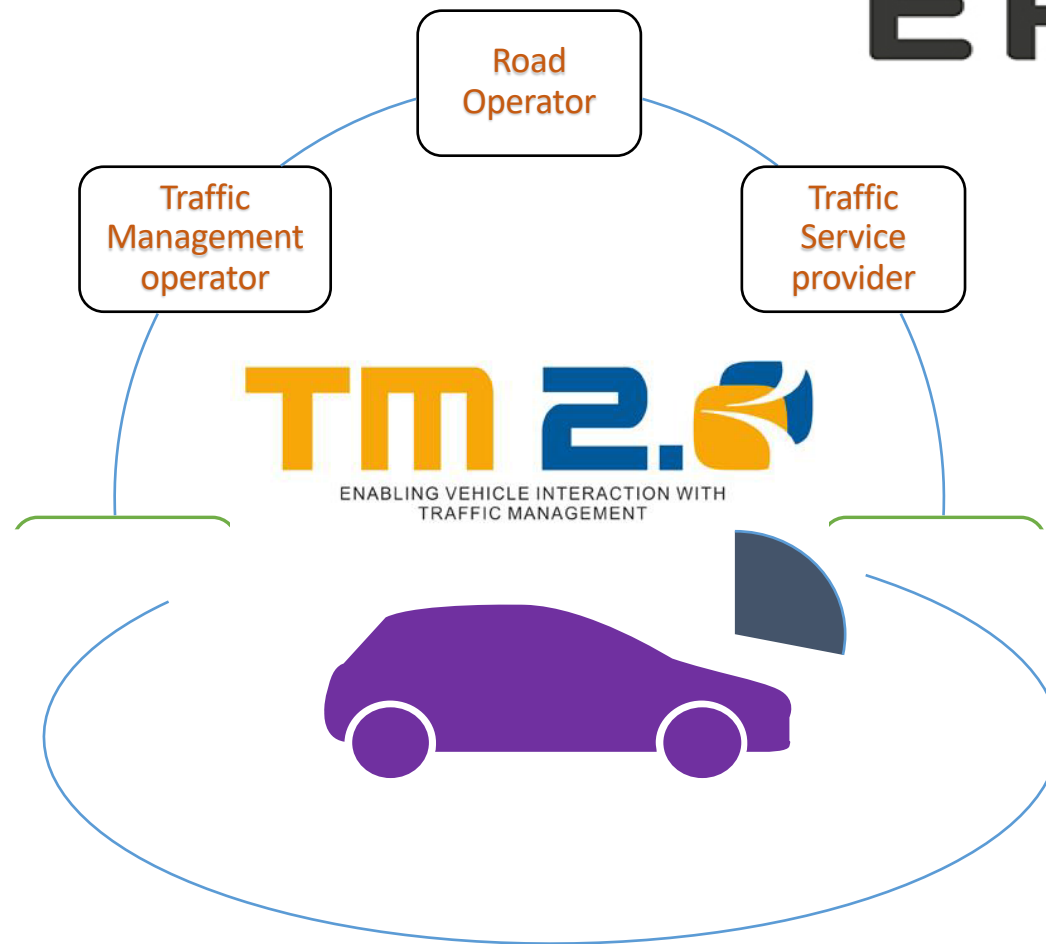 Road
Operator
Traffic
Management
operator
Traffic
Service
provider
TM 2.0
ENABLING VEHICLE INTERACTION WITH
TRAFFIC MANAGEMENT